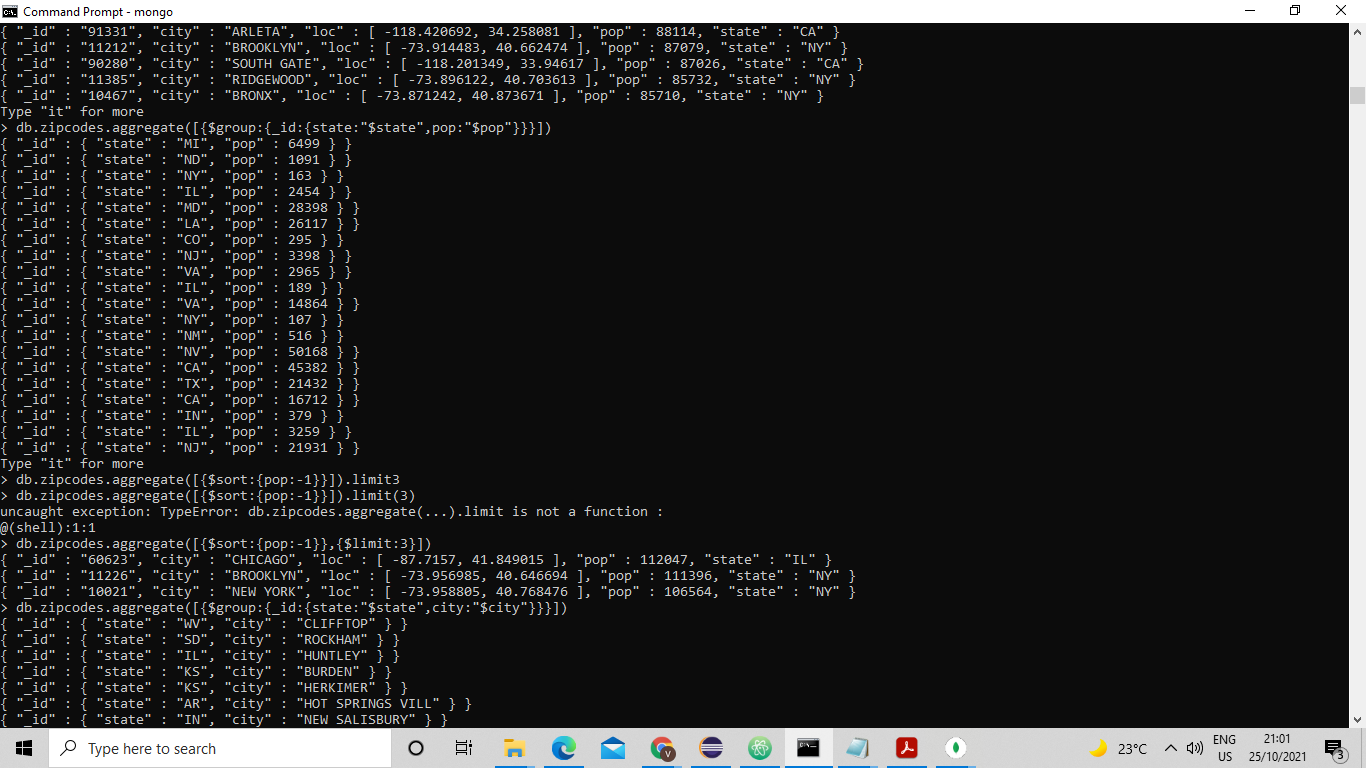 Command Prompt - mongo
{ "_id" : "91331", "city" : "ARLETA", "loc" : [ -118.420692, 34.258081 ], "pop" : 88114, "state" : "CA" }
{ "_id" : "11212", "city" : "BROOKLYN", "loc" : [ -73.914483, 40.662474 ], "pop" : 87079, "state" : "NY" }
{ "_id" : "90280", "city" : "SOUTH GATE", "loc" : [ -118.201349, 33.94617 ], "pop" : 87026, "state" : "CA" }
{ "_id" : "11385", "city" : "RIDGEWOOD", "loc" : [ -73.896122, 40.703613 ], "pop" : 85732, "state" : "NY" }
{ "_id" : "10467", "city" : "BRONX", "loc" : [ -73.871242, 40.873671 ], "pop" : 85710, "state" : "NY" }
Type "it" for more
> db.zipcodes.aggregate([{$group:{_id:{state:"$state",pop:"$pop"}}}])
{ "_id" : { "state" : "MI", "pop" : 6499 } }
{ "_id" : { "state" : "ND", "pop" : 1091 } }
{ "_id" : { "state" : "NY", "pop" : 163 } }
{ "_id" : { "state" : "IL", "pop" : 2454 } }
{ "_id" : { "state" : "MD", "pop" : 28398 } }
{ "_id" : { "state" : "LA", "pop" : 26117 } }
{ "_id" : { "state" : "CO", "pop" : 295 } }
{ "_id" : { "state" : "NJ", "pop" : 3398 } }
{ "_id" : { "state" : "VA", "pop" : 2965 } }
{ "_id" : { "state" : "IL", "pop" : 189 } }
{ "_id" : { "state" : "VA", "pop" : 14864 } }
{ "_id" : { "state" : "NY", "pop" : 107 } }
{ "_id" : { "state" : "NM", "pop" : 516 } }
{ "_id" : { "state" : "NV", "pop" : 50168 } }
{ "_id" : { "state" : "CA", "pop" : 45382 } }
{ "_id" : { "state" : "TX", "pop" : 21432 } }
{ "_id" : { "state" : "CA", "pop" : 16712 } }
{ "_id" : { "state" : "IN", "pop" : 379 } }
{ "_id" : { "state" : "IL", "pop" : 3259 } }
{ "_id" : { "state" : "NJ", "pop" : 21931 } }
Type "it" for more
> db.zipcodes.aggregate([{$sort:{pop:-1}}]).limit3
> db.zipcodes.aggregate([{$sort:{pop:-1}}]).limit(3)
uncaught exception: TypeError: db.zipcodes.aggregate(...).limit is not a function :
@(shell):1:1
> db.zipcodes.aggregate([{$sort:{pop:-1}},{$limit:3}])
{ "_id" : "60623", "city" : "CHICAGO", "loc" : [ -87.7157, 41.849015 ], "pop" : 112047, "state" : "IL" }
{ "_id" : "11226", "city" : "BROOKLYN", "loc" : [ -73.956985, 40.646694 ], "pop" : 111396, "state" : "NY" }
{ "_id" : "10021", "city" : "NEW YORK", "loc" : [ -73.958805, 40.768476 ], "pop" : 106564, "state" : "NY" }
> db.zipcodes.aggregate([{$group:{_id:{state:"$state",city:"$city"}}}])
{ "_id" : { "state" : "WV", "city" : "CLIFFTOP" } }
{ "_id" : { "state" : "SD", "city" : "ROCKHAM" } }
{ "_id" : { "state" : "IL", "city" : "HUNTLEY" } }
{ "_id" : { "state" : "KS", "city" : "BURDEN" } }
{ "_id" : { "state" : "KS", "city" : "HERKIMER" } }
{ "_id" : { "state" : "AR", "city" : "HOT SPRINGS VILL" } }
{ "_id" : { "state" : "IN", "city" : "NEW SALISBURY" } }
Type here to search
23°C
ENG
US
21:01
25/10/2021
3